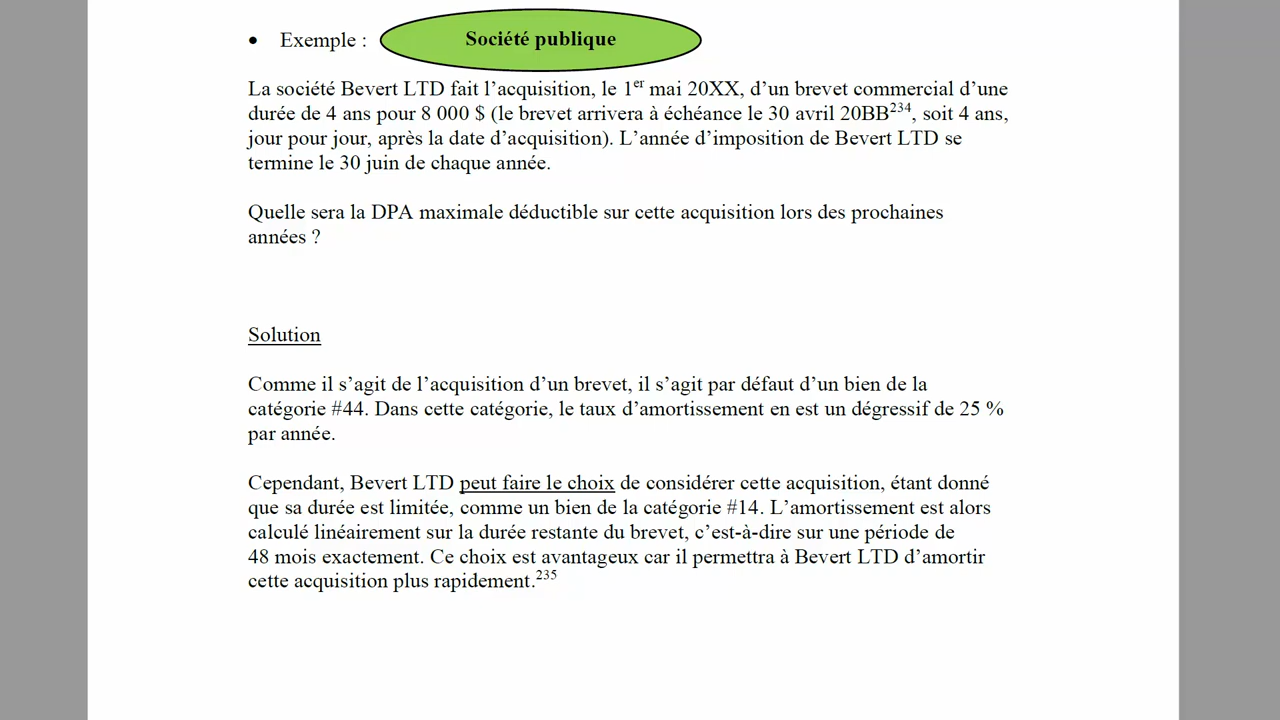 • Exemple : Société publique
La société Bevert LTD fait l’acquisition, le 1er mai 20XX, d’un brevet commercial d’une
durée de 4 ans pour 8 000 $ (le brevet arrivera à échéance le 30 avril 20BB234, soit 4 ans,
jour pour jour, après la date d’acquisition). L’année d’imposition de Bevert LTD se
termine le 30 juin de chaque année.
Quelle sera la DPA maximale déductible sur cette acquisition lors des prochaines
années ?
Solution
Comme il s’agit de l’acquisition d’un brevet, il s’agit par défaut d’un bien de la
catégorie #44. Dans cette catégorie, le taux d’amortissement en est un dégressif de 25 %
par année.
Cependant, Bevert LTD peut faire le choix de considérer cette acquisition, étant donné
que sa durée est limitée, comme un bien de la catégorie #14. L’amortissement est alors
calculé linéairement sur la durée restante du brevet, c’est-à-dire sur une période de
48 mois exactement. Ce choix est avantageux car il permettra à Bevert LTD d’amortir
cette acquisition plus rapidement.235